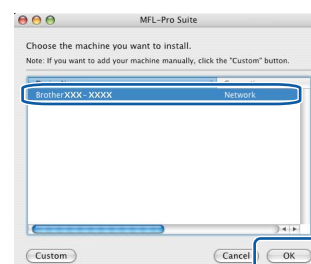 MFL-Pro Suite
Choose the machine you want to install.
Note: If you want to add your machine manually, click the "Custom" button.
BrotherXXX-XXXX Network
Custom Cancel OK